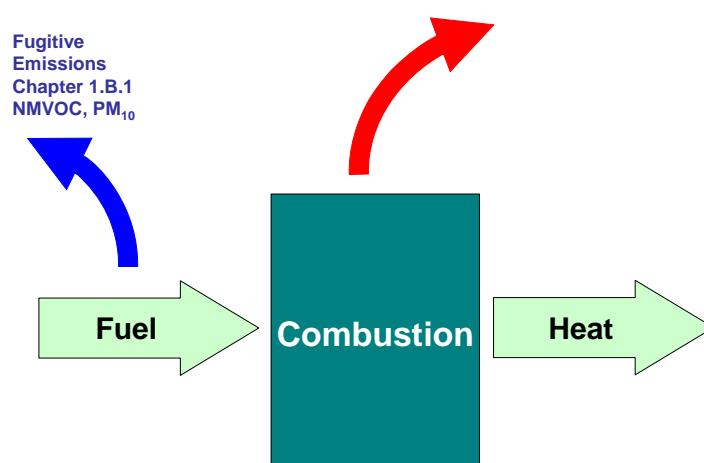 Fugitive
Emissions
Chapter 1.B.1
NMVOC, PM₁₀
Fuel
Combustion
Heat